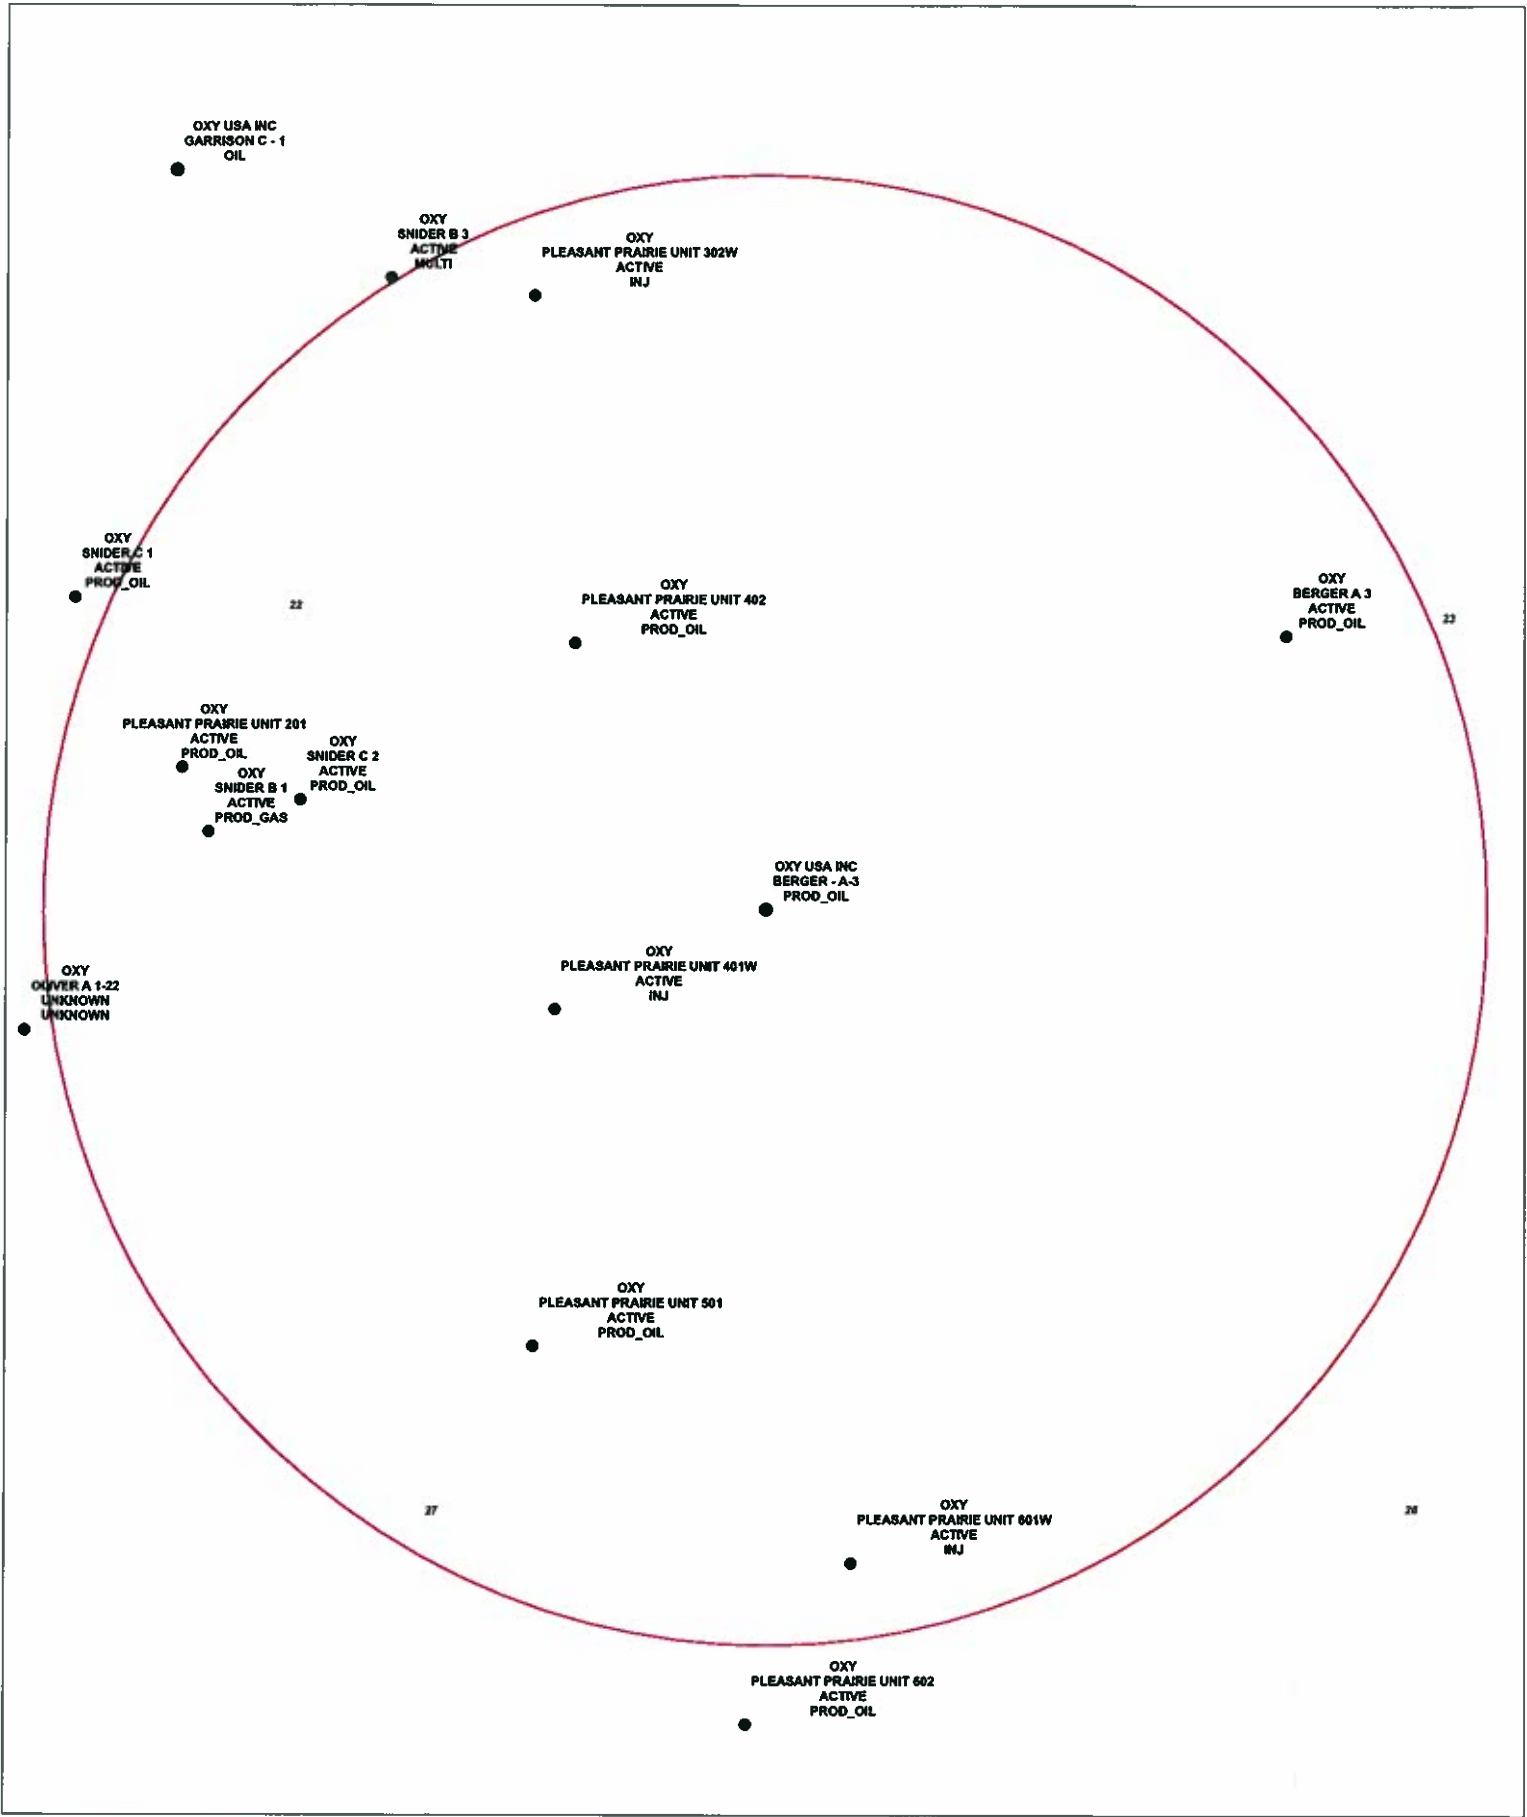 OXY USA INC
GARRISON C - 1
OIL
OXY
SNIDER B 3
ACTIVE
MULTI
OXY
PLEASANT PRAIRIE UNIT 302W
ACTIVE
INJ
OXY
SNIDER C 1
ACTIVE
PROD_OIL
22
OXY
PLEASANT PRAIRIE UNIT 402
ACTIVE
PROD_OIL
OXY
BERGER A 3
ACTIVE
PROD_OIL
23
OXY
PLEASANT PRAIRIE UNIT 201
ACTIVE
PROD_OIL
OXY
SNIDER C 2
ACTIVE
PROD_OIL
OXY
SNIDER B 1
ACTIVE
PROD_GAS
OXY USA INC
BERGER - A-3
PROD_OIL
OXY
PLEASANT PRAIRIE UNIT 401W
ACTIVE
INJ
OXY
OLIVER A 1-22
UNKNOWN
UNKNOWN
OXY
PLEASANT PRAIRIE UNIT 501
ACTIVE
PROD_OIL
27
OXY
PLEASANT PRAIRIE UNIT 601W
ACTIVE
INJ
26
OXY
PLEASANT PRAIRIE UNIT 602
ACTIVE
PROD_OIL